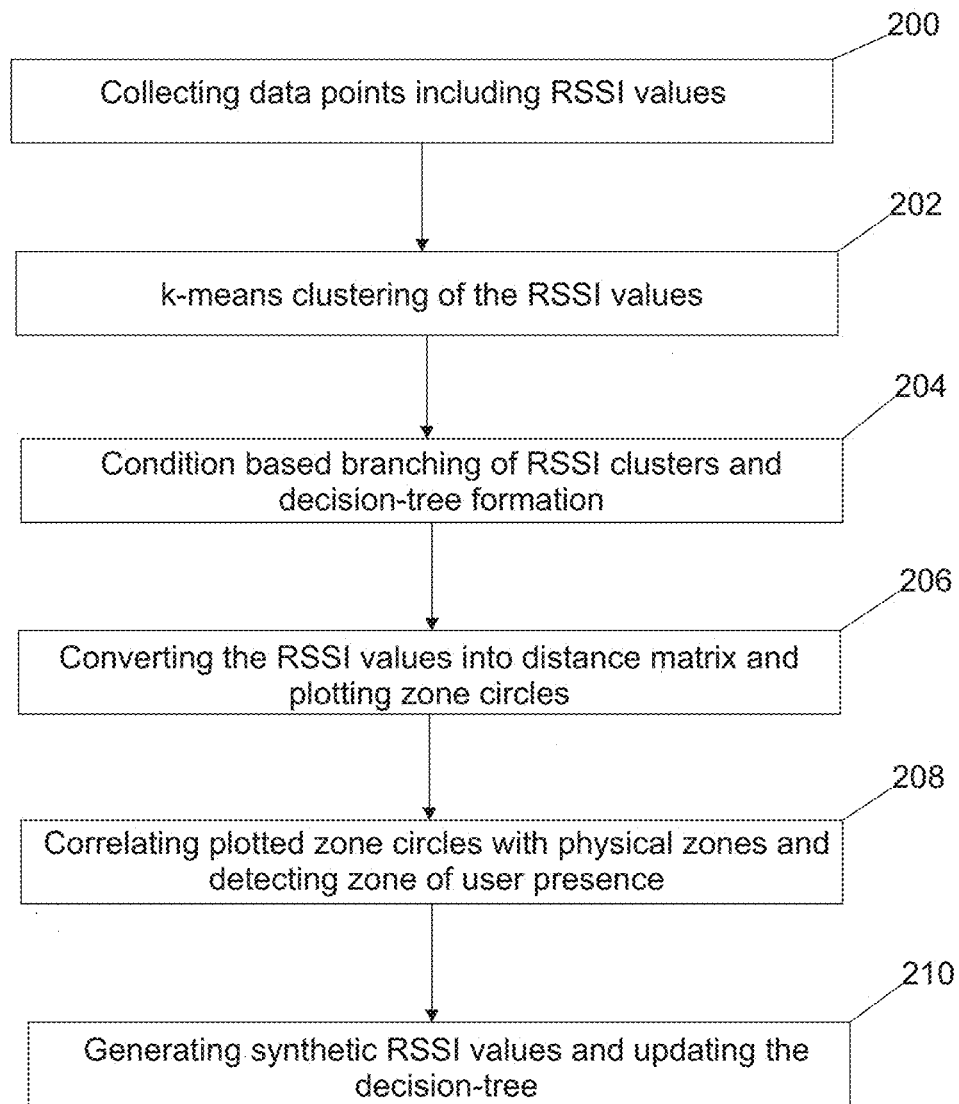 200
Collecting data points including RSSI values
202
k-means clustering of the RSSI values
204
Condition based branching of RSSI clusters and
decision-tree formation
206
Converting the RSSI values into distance matrix and
plotting zone circles
208
Correlating plotted zone circles with physical zones and
detecting zone of user presence
210
Generating synthetic RSSI values and updating the
decision-tree